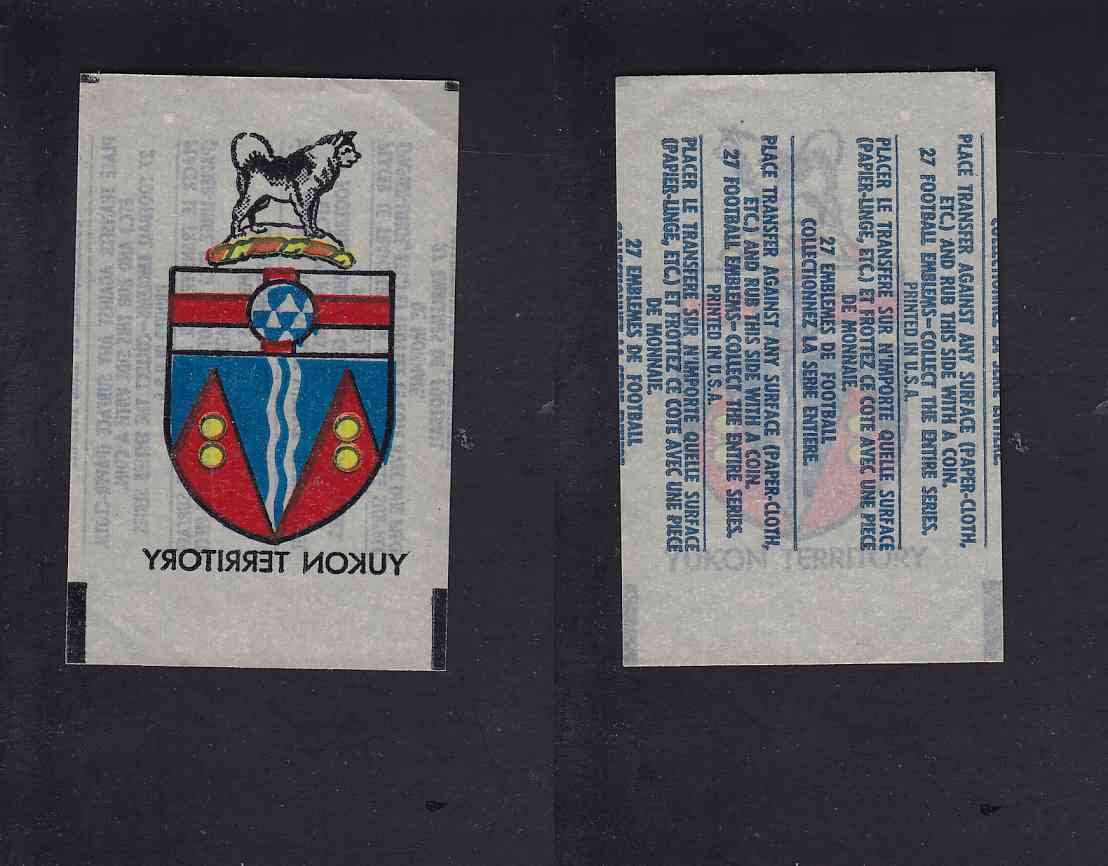 YUKON TERRITORY
PLACE TRANSFER AGAINST ANY SURFACE (PAPER-CLOTH,
ETC.) AND RUB THIS SIDE WITH A COIN.
27 FOOTBALL EMBLEMS-COLLECT THE ENTIRE SERIES.
PRINTED IN U.S.A.
PLACER LE TRANSFÈRE SUR N'IMPORTE QUELLE SURFACE
(PAPIER-LINGE, ETC.) ET FROTTEZ CE COTE AVEC UNE PIÈCE
DE MONNAIE.
27 EMBLEMES DE FOOTBALL
COLLECTIONNEZ LA SERIE ENTIERE.
PLACE TRANSFER AGAINST ANY SURFACE (PAPER-CLOTH,
ETC.) AND RUB THIS SIDE WITH A COIN.
27 FOOTBALL EMBLEMS-COLLECT THE ENTIRE SERIES.
PRINTED IN U.S.A.
PLACER LE TRANSFÈRE SUR N'IMPORTE QUELLE SURFACE
(PAPIER-LINGE, ETC.) ET FROTTEZ CE COTE AVEC UNE PIÈCE
DE MONNAIE.
27 EMBLEMES DE FOOTBALL
YUKON TERRITORY